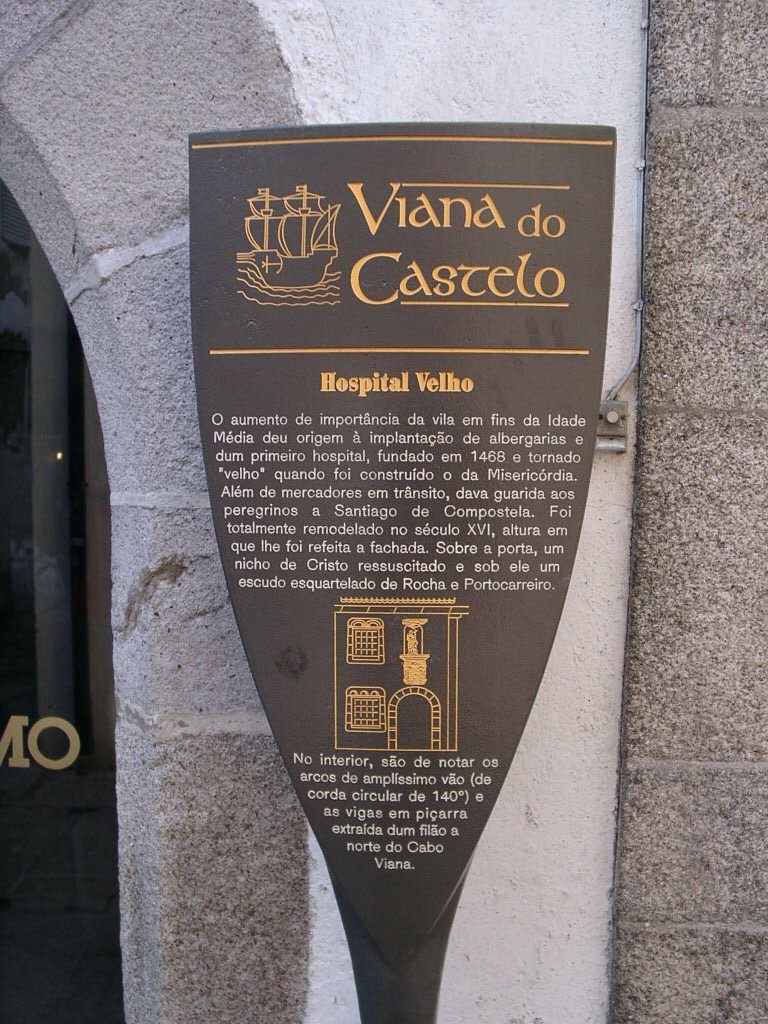 Viana do
Castelo
Hospital Velho
O aumento de importância da vila em fins da Idade
Média deu origem à implantação de albergarias e
dum primeiro hospital, fundado em 1468 e tornado
"velho" quando foi construído o da Misericórdia.
Além de mercadores em trânsito, dava guarida aos
peregrinos a Santiago de Compostela. Foi
totalmente remodelado no século XVI, altura em
que lhe foi refeita a fachada. Sobre a porta, um
nicho de Cristo ressuscitado e sob ele um
escudo esquartelado de Rocha e Portocarreiro.
No interior, são de notar os
arcos de amplíssimo vão (de
corda circular de 140°) e
as vigas em piçarra
extraída dum filão a
norte do Cabo
Viana.
MO